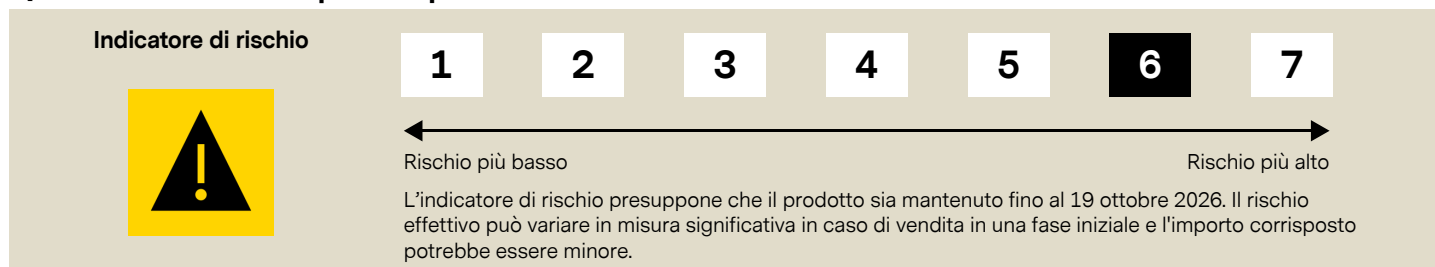 Indicatore di rischio
1 2 3 4 5 6 7
Rischio più basso Rischio più alto
L'indicatore di rischio presuppone che il prodotto sia mantenuto fino al 19 ottobre 2026. Il rischio
effettivo può variare in misura significativa in caso di vendita in una fase iniziale e l'importo corrisposto
potrebbe essere minore.